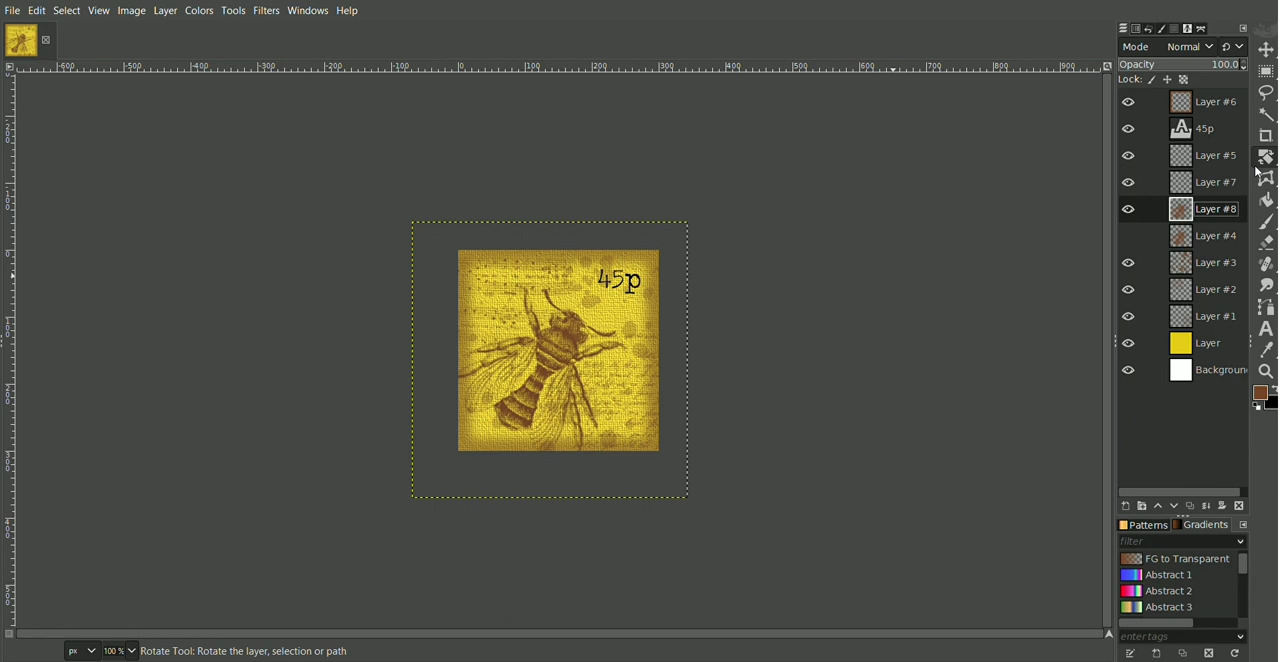 File Edit Select View Image Layer Colors Tools Filters Windows Help
Mode Normal
Opacity 100.0
Lock:
Layer #6
45p
Layer #5
Layer #7
Layer #8
Layer #4
Layer #3
Layer #2
Layer #1
Layer
Backgroun
45p
Patterns Gradients
filter
FG to Transparent
Abstract 1
Abstract 2
Abstract 3
enter tags
px 100 % Rotate Tool: Rotate the layer, selection or path